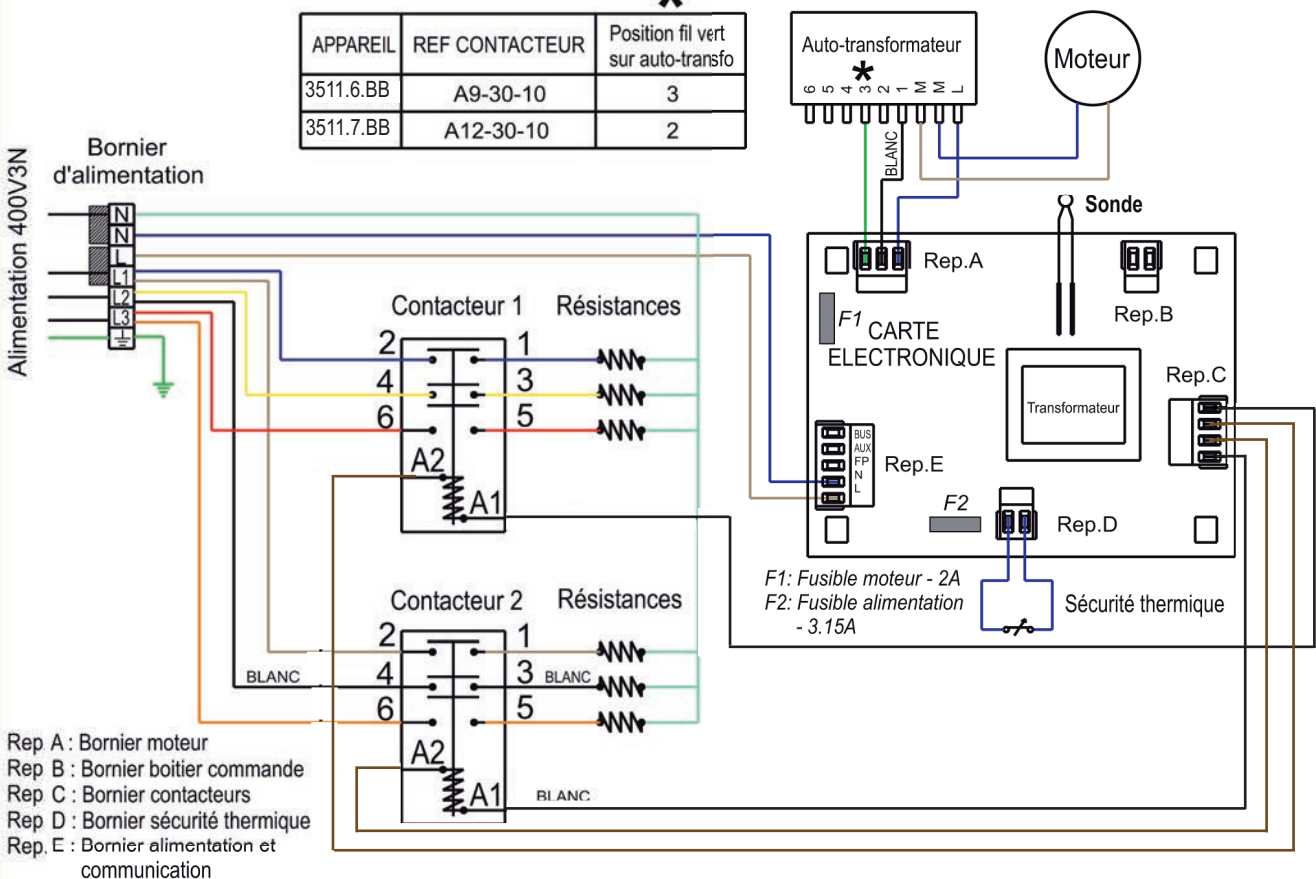 *
APPAREIL REF CONTACTEUR Position fil vert
sur auto-transfo
3511.6.BB A9-30-10 3
3511.7.BB A12-30-10 2
Auto-transformateur
*
6 5 4 3 2 1 M M L
BLANC
Moteur
Alimentation 400V3N
Bornier
d'alimentation
N
N
L
L1
L2
L3
Contacteur 1
Résistances
2 1
4 3
6 5
A2
A1
Contacteur 2
Résistances
2 1
BLANC 4 3 BLANC
6 5
A2
A1 BLANC
Sonde
Rep.A
Rep.B
F1 CARTE
ELECTRONIQUE
Transformateur
Rep.C
BUS
AUX
FP
N
L
Rep.E
F2
Rep.D
F1: Fusible moteur - 2A
F2: Fusible alimentation
- 3.15A
Sécurité thermique
Rep A : Bornier moteur
Rep B : Bornier boitier commande
Rep C : Bornier contacteurs
Rep D : Bornier sécurité thermique
Rep. E : Bornier alimentation et
communication